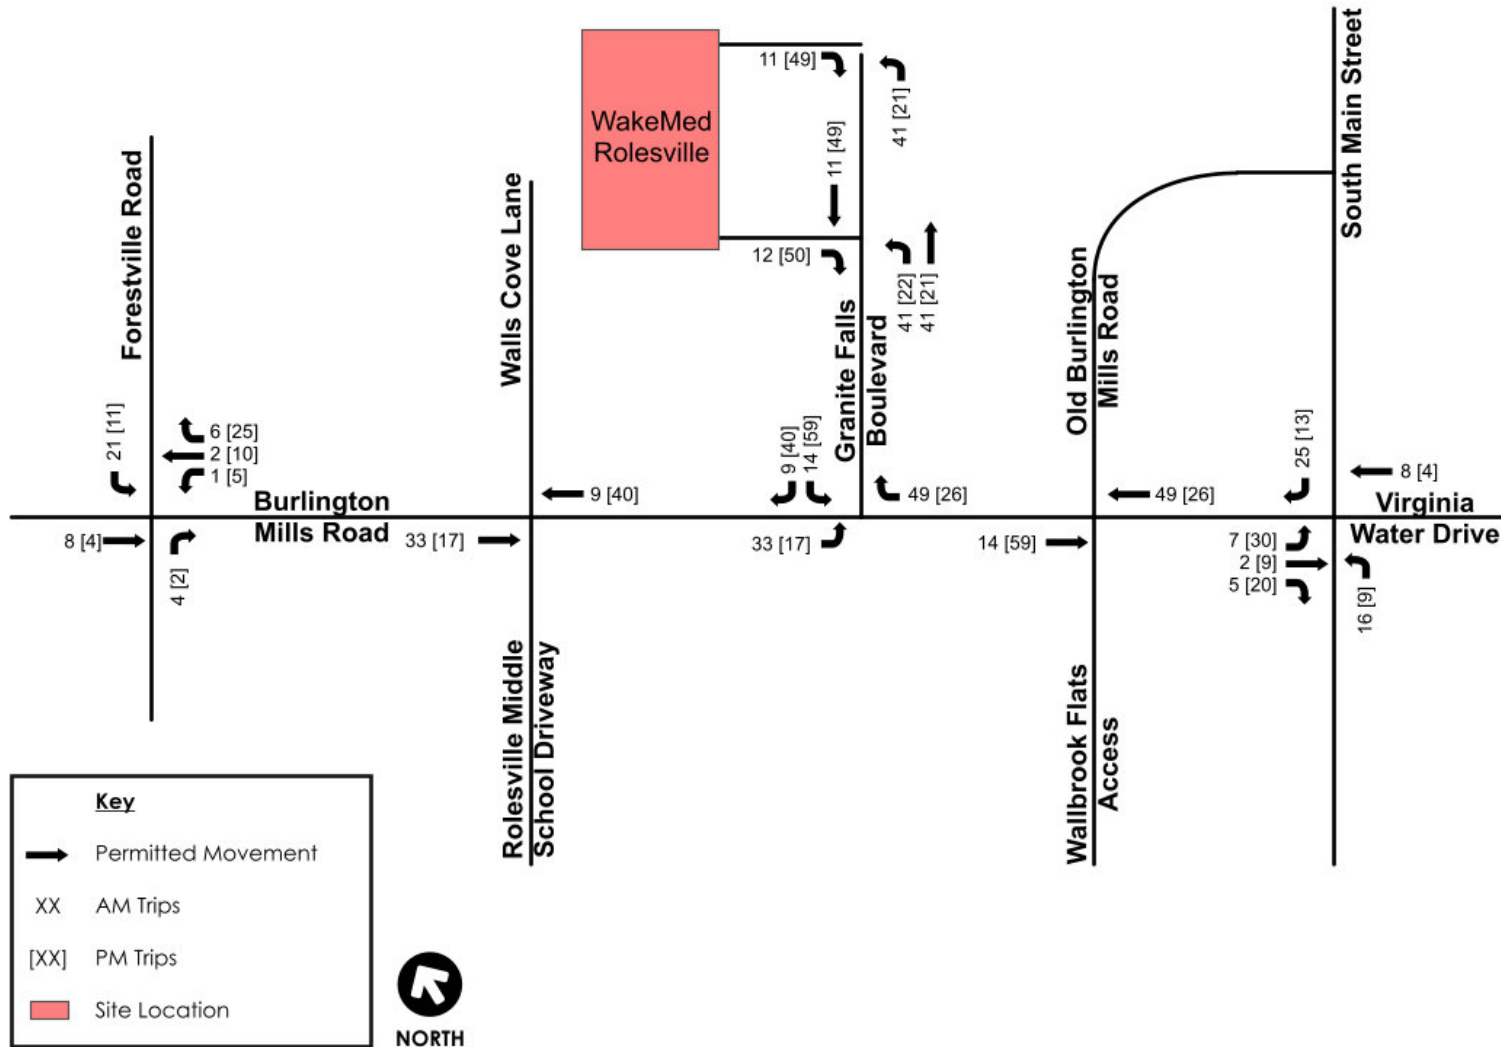 WakeMed
Rolesville
11 [49]
41 [21]
11 [49]
12 [50]
41 [22]
41 [21]
South Main Street
Forestville Road
Walls Cove Lane
Granite Falls
Boulevard
Old Burlington
Mills Road
21 [11]
6 [25]
2 [10]
1 [5]
9 [40]
14 [59]
25 [13]
8 [4]
Burlington
Mills Road
9 [40]
49 [26]
49 [26]
Virginia
Water Drive
8 [4]
4 [2]
33 [17]
33 [17]
14 [59]
7 [30]
2 [9]
5 [20]
16 [9]
Rolesville Middle
School Driveway
Wallbrook Flats
Access
Key
Permitted Movement
XX AM Trips
[XX] PM Trips
Site Location
NORTH